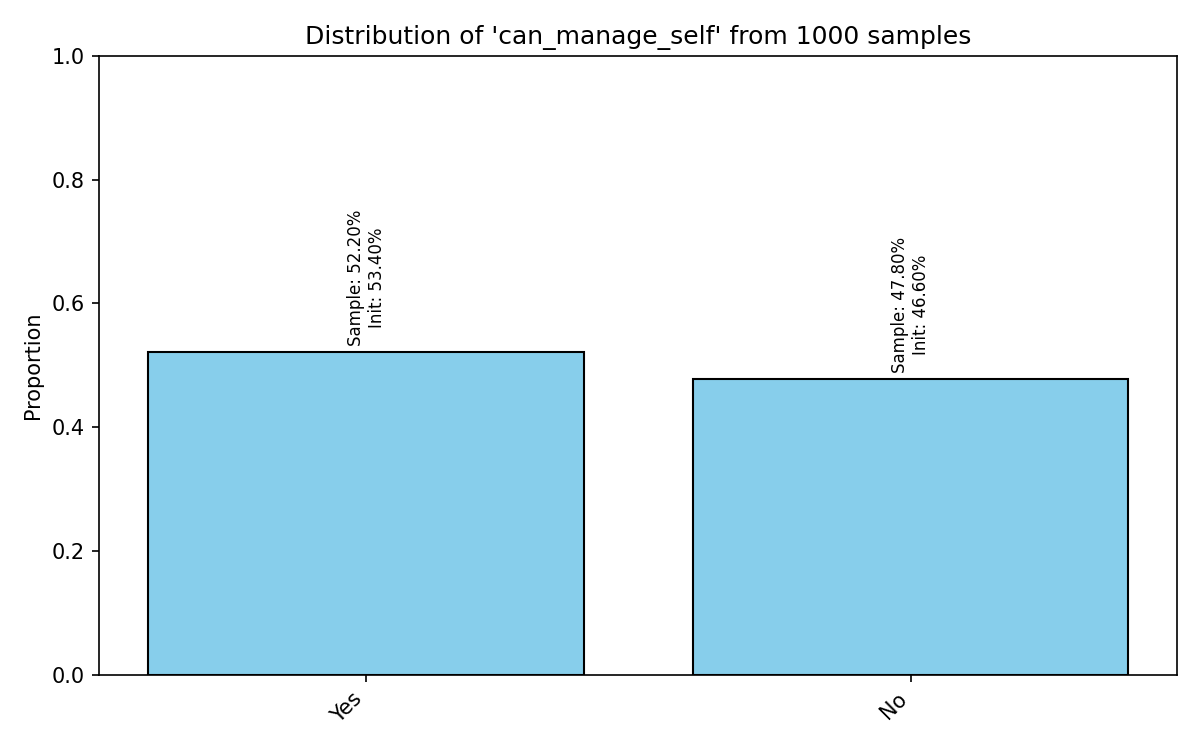 Distribution of 'can_manage_self' from 1000 samples
Proportion
1.0
0.8
0.6
0.4
0.2
0.0
Sample: 52.20%
Init: 53.40%
Sample: 47.80%
Init: 46.60%
Yes
No